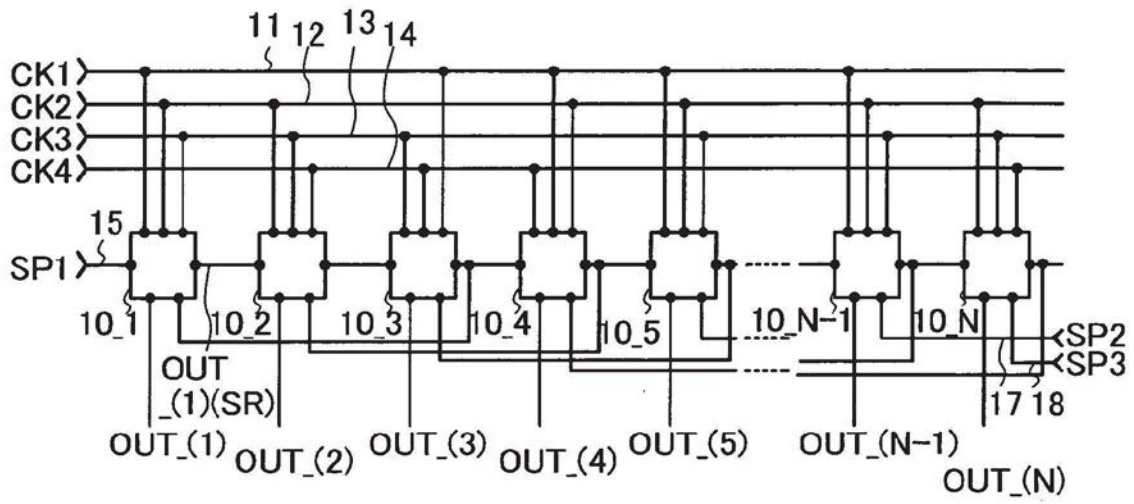 11
12
13
14
CK1
CK2
CK3
CK4
15
SP1
10_1
10_2
10_3
10_4
10_5
10_N-1
10_N
SP2
SP3
OUT
_(1)(SR)
17
18
OUT_(1)
OUT_(2)
OUT_(3)
OUT_(4)
OUT_(5)
OUT_(N-1)
OUT_(N)